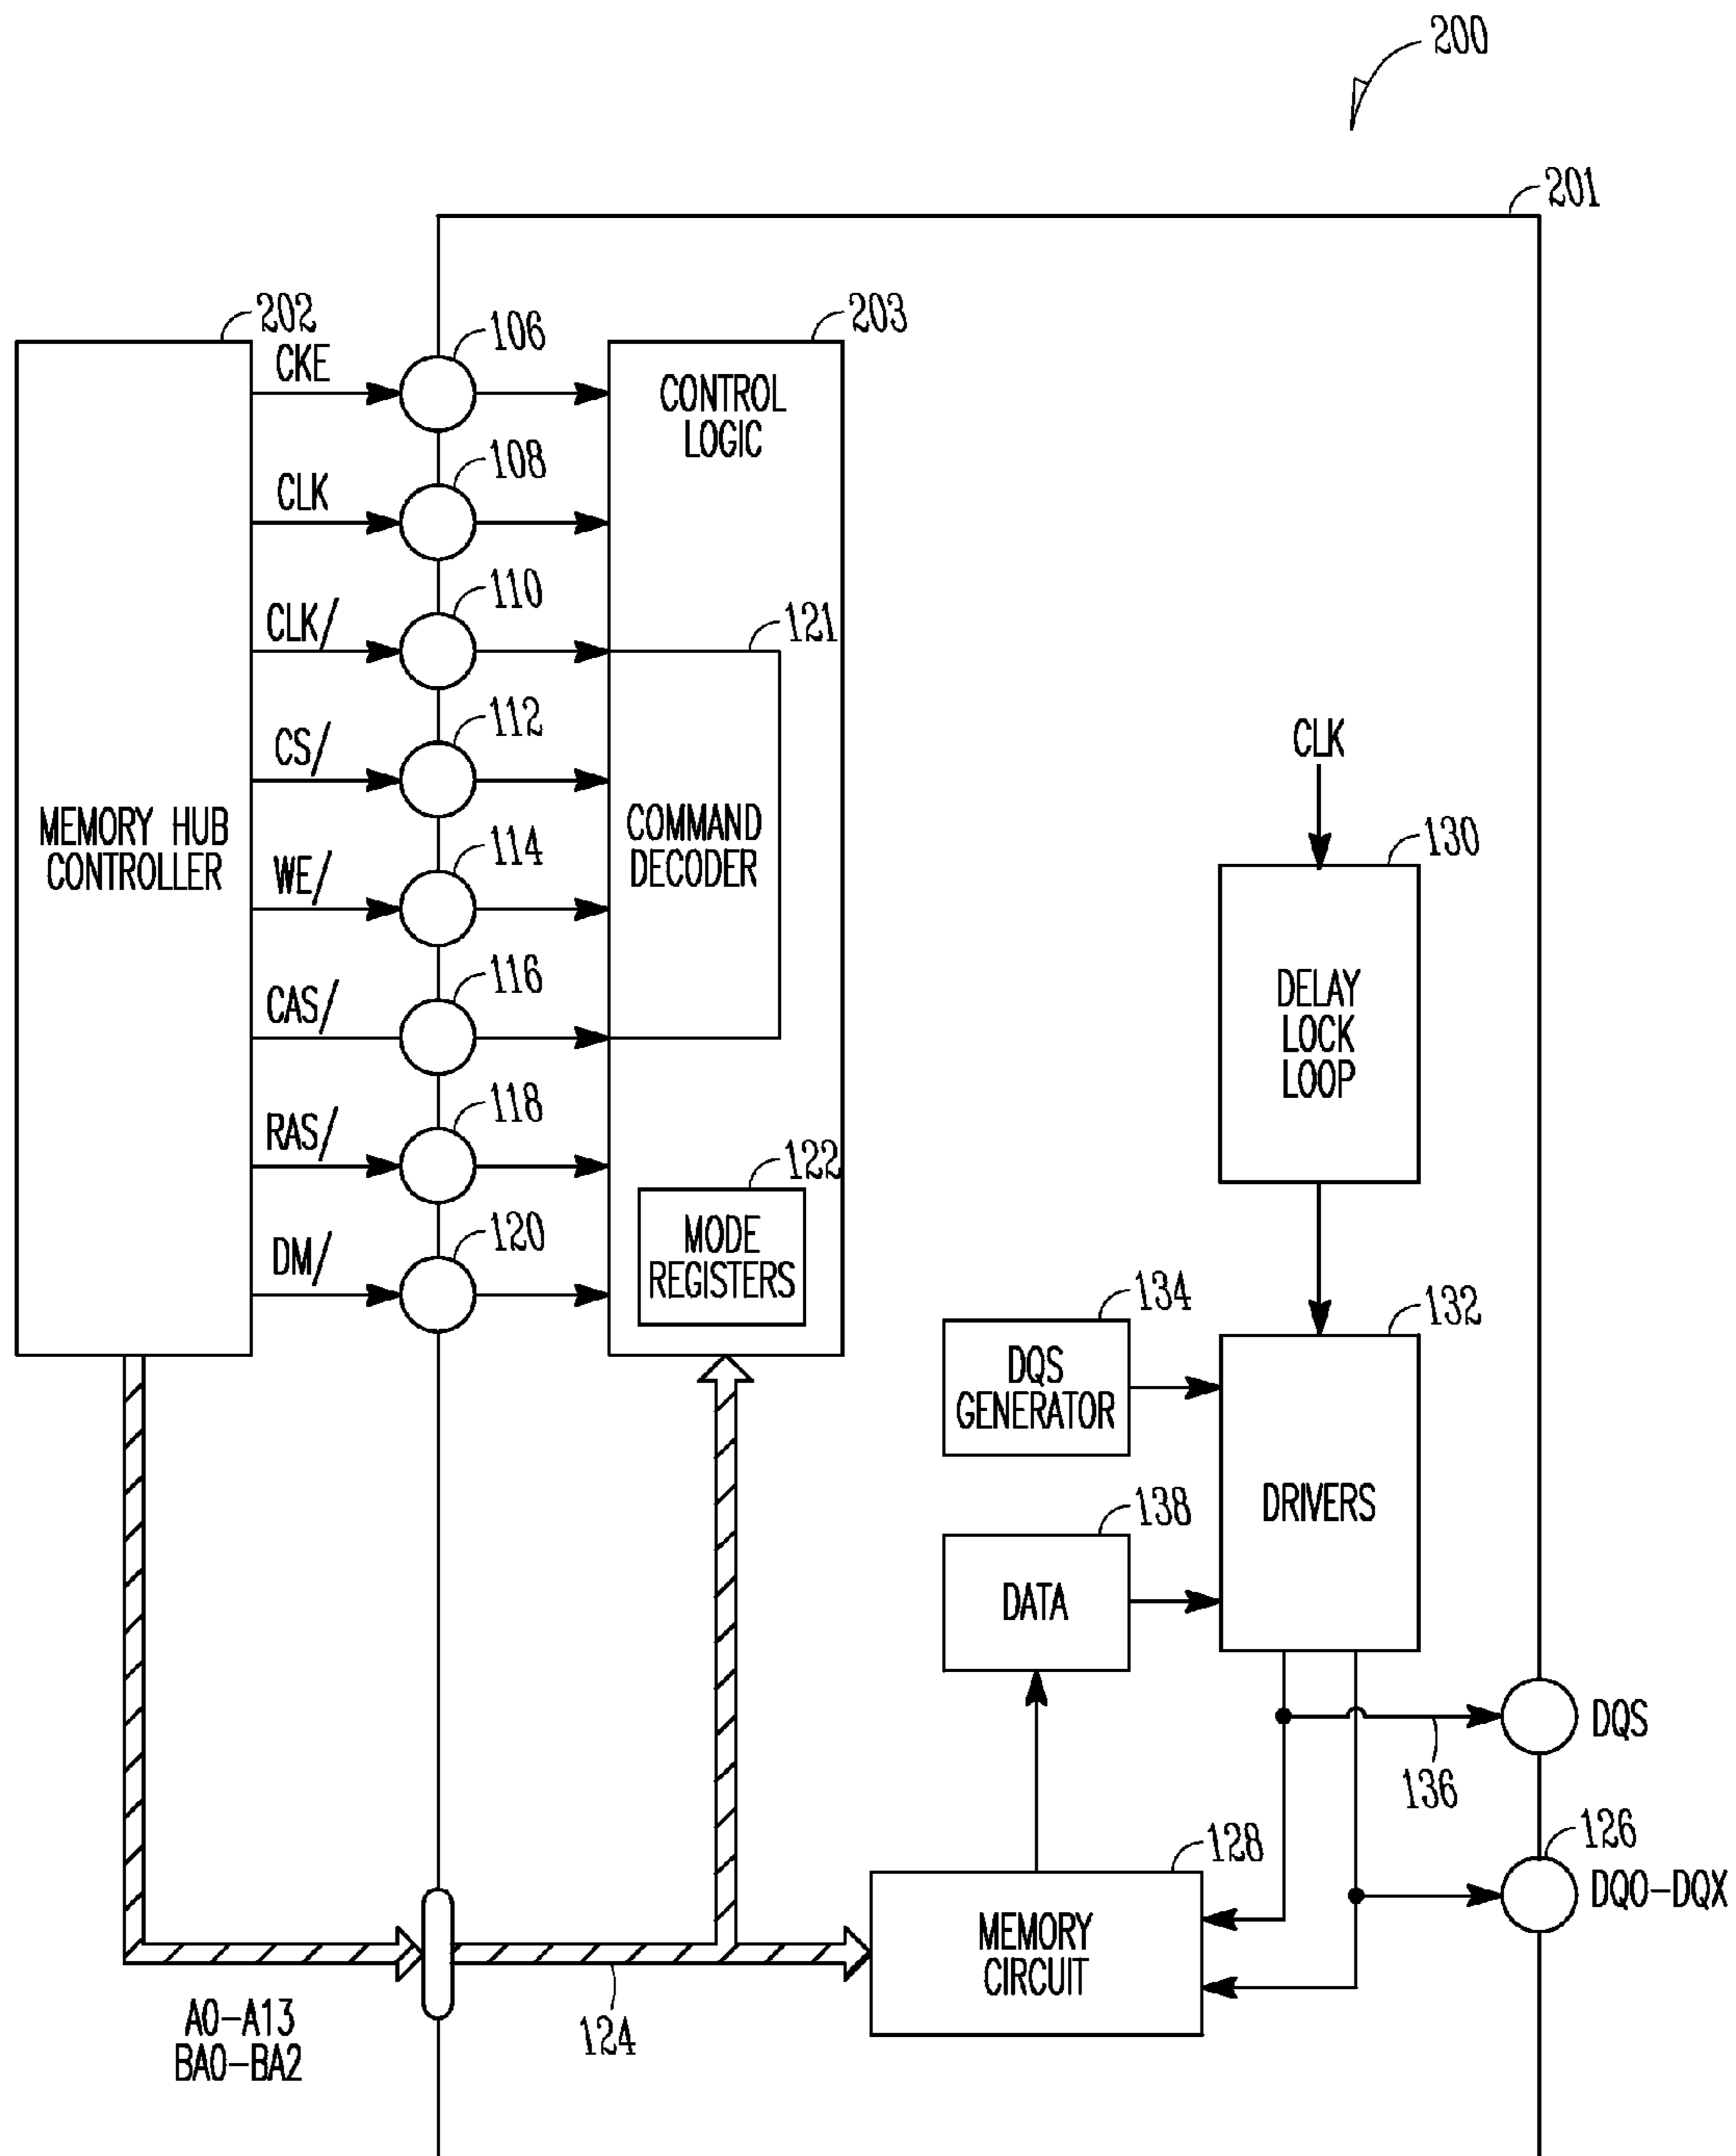 200
201
202
CKE
106
203
CONTROL
LOGIC
CLK
108
CLK/
110
121
CS/
112
MEMORY HUB
CONTROLLER
COMMAND
DECODER
WE/
114
CLK
130
DELAY
LOCK
LOOP
CAS/
116
RAS/
118
122
MODE
REGISTERS
DM/
120
134
DQS
GENERATOR
132
DRIVERS
138
DATA
DQS
136
128
MEMORY
CIRCUIT
126
DQ0-DQX
124
A0-A13
BA0-BA2